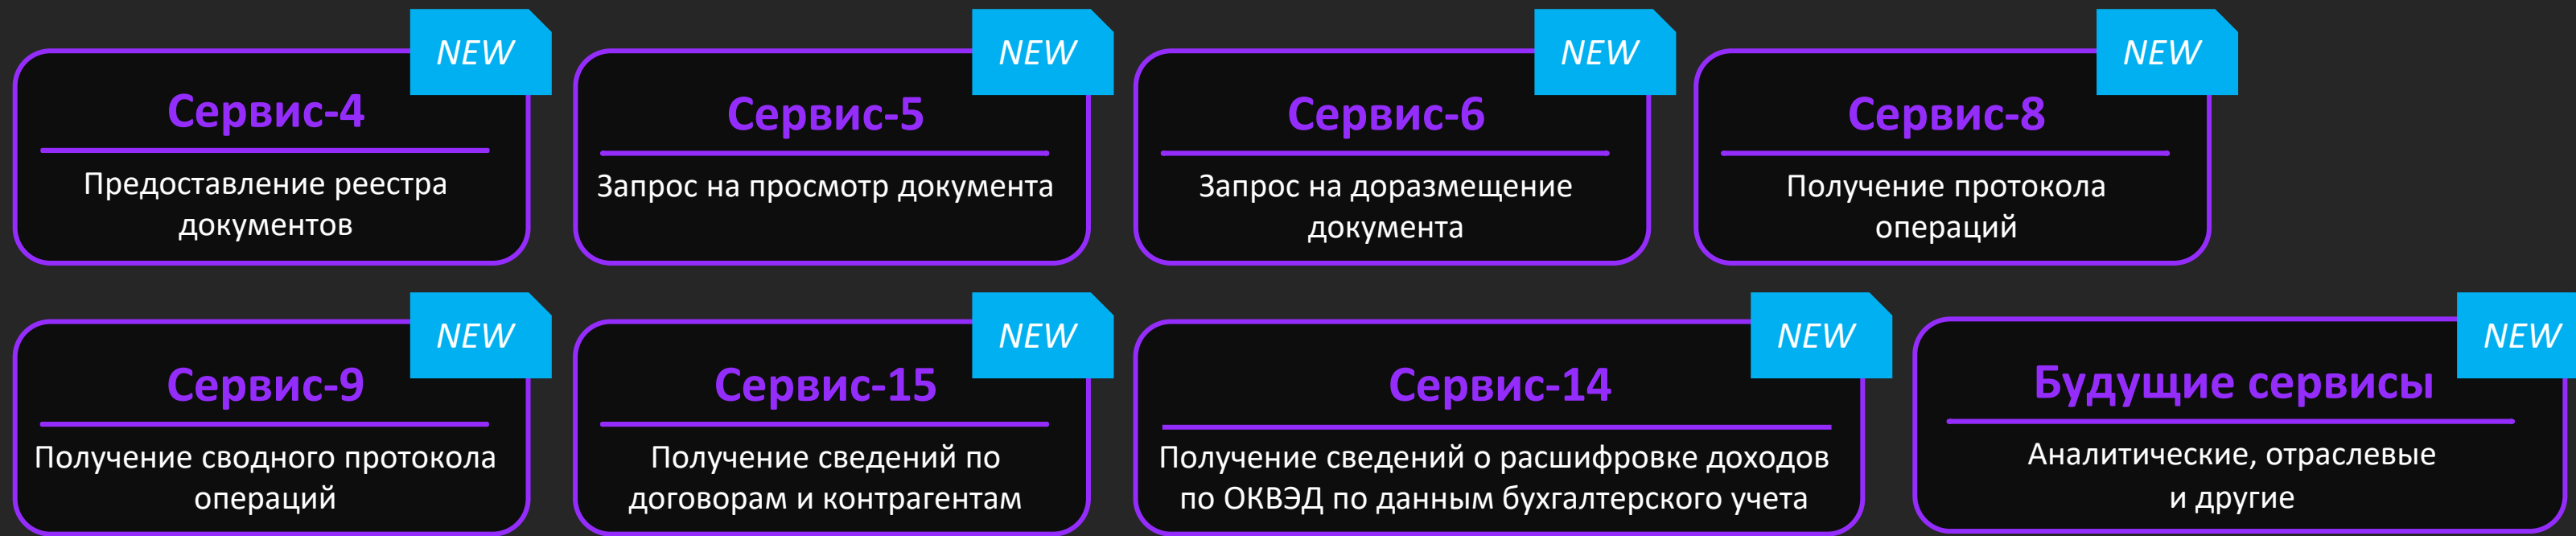 NEW
Сервис-4
Предоставление реестра
документов
NEW
Сервис-5
Запрос на просмотр документа
NEW
Сервис-6
Запрос на доразмещение
документа
NEW
Сервис-8
Получение протокола
операций
NEW
Сервис-9
Получение сводного протокола
операций
NEW
Сервис-15
Получение сведений по
договорам и контрагентам
NEW
Сервис-14
Получение сведений о расшифровке доходов
по ОКВЭД по данным бухгалтерского учета
NEW
Будущие сервисы
Аналитические, отраслевые
и другие